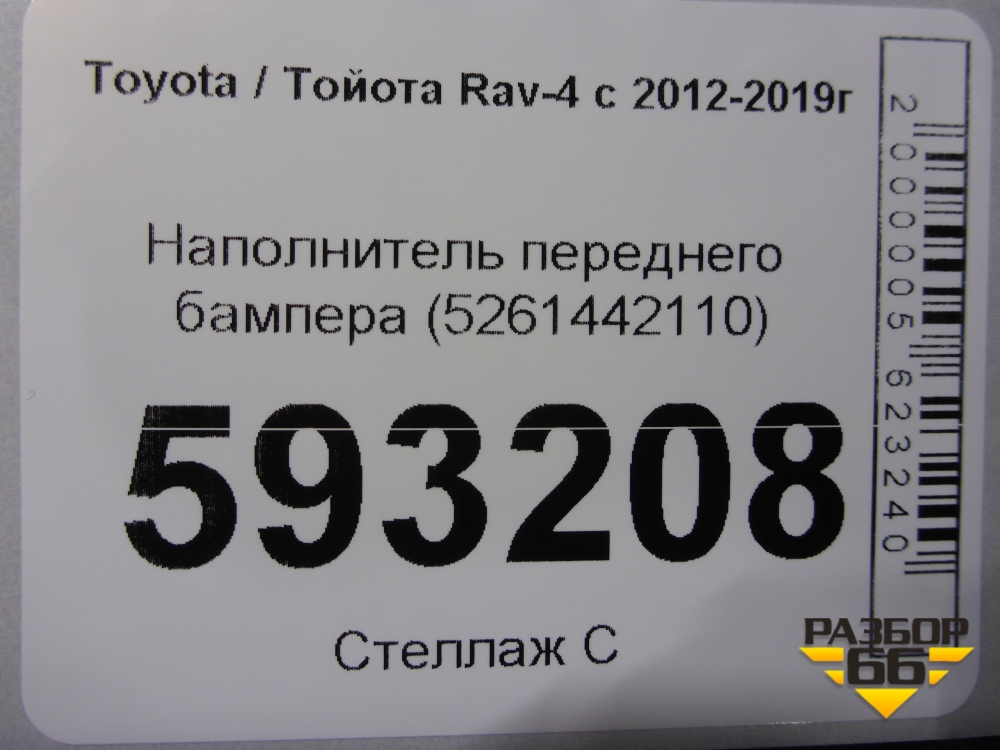 Toyota / Тойота Rav-4 с 2012-2019г
Наполнитель переднего
бампера (5261442110)
593208
Стеллаж С
2000005623240
РАЗБОР
66